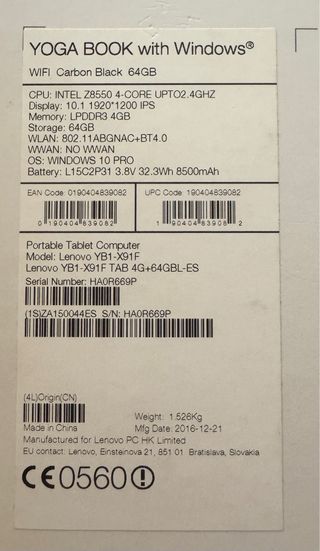 YOGA BOOK with Windows®
WIFI Carbon Black 64GB
CPU: INTEL Z8550 4-CORE UPTO2.4GHZ
Display: 10.1 1920*1200 IPS
Memory: LPDDR3 4GB
Storage: 64GB
WLAN: 802.11ABGNAC+BT4.0
WWAN: NO WWAN
OS: WINDOWS 10 PRO
Battery: L15C2P31 3.8V 32.3Wh 8500mAh
EAN Code: 0190404839082
0 190404 839082
UPC Code: 190404839082
1 90404 83908 2
Portable Tablet Computer
Model: Lenovo YB1-X91F
Lenovo YB1-X91F TAB 4G+64GBL-ES
Serial Number: HA0R669P
(1S)ZA150044ES S/N: HA0R669P
(4L)Origin(CN)
Made in China
Weight: 1.526Kg
Mfg Date: 2016-12-21
Manufactured for Lenovo PC HK Limited
EU contact: Lenovo, Einsteinova 21, 851 01 Bratislava, Slovakia
CE0560!